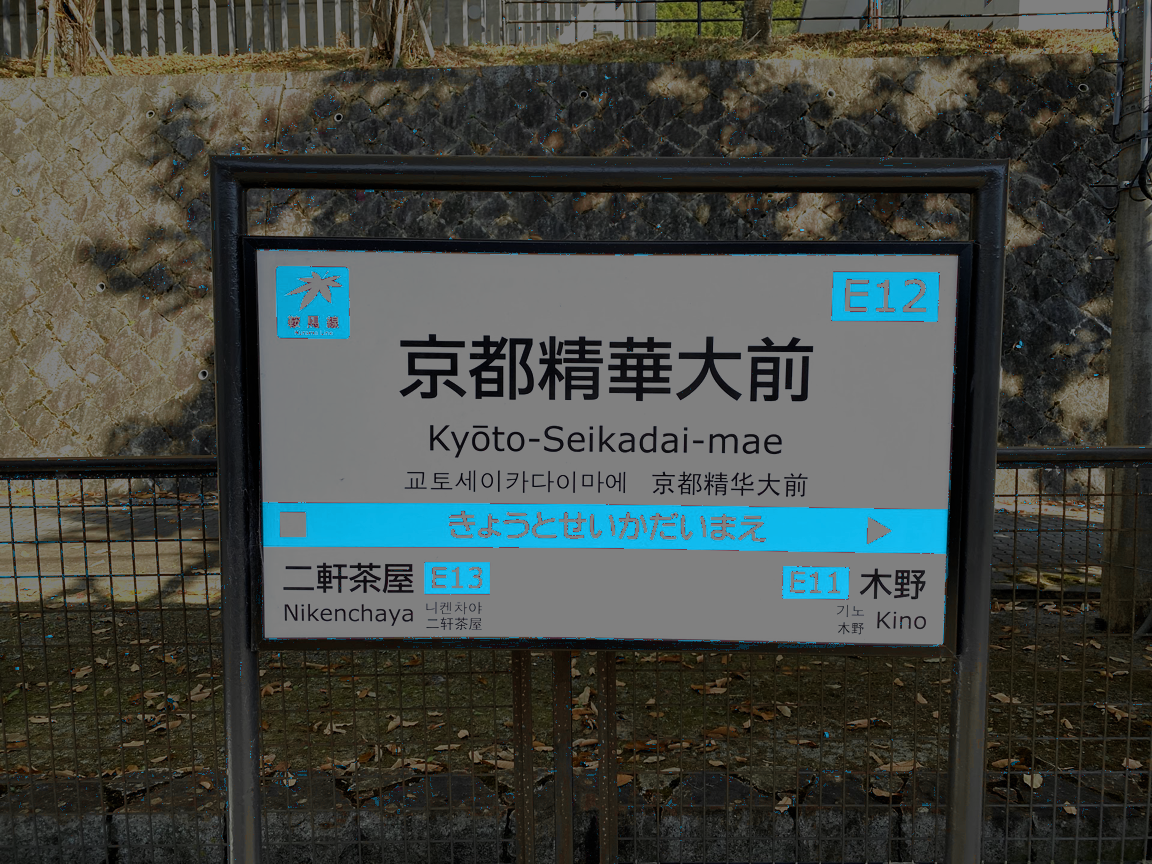 E12
京都精華大前
Kyōto-Seikadai-mae
교토세이카다이마에 京都精华大前
きょうとせいかだいまえ
二軒茶屋 E13
Nikenchaya 니켄차야 二轩茶屋
E11 木野
기노 木野 Kino